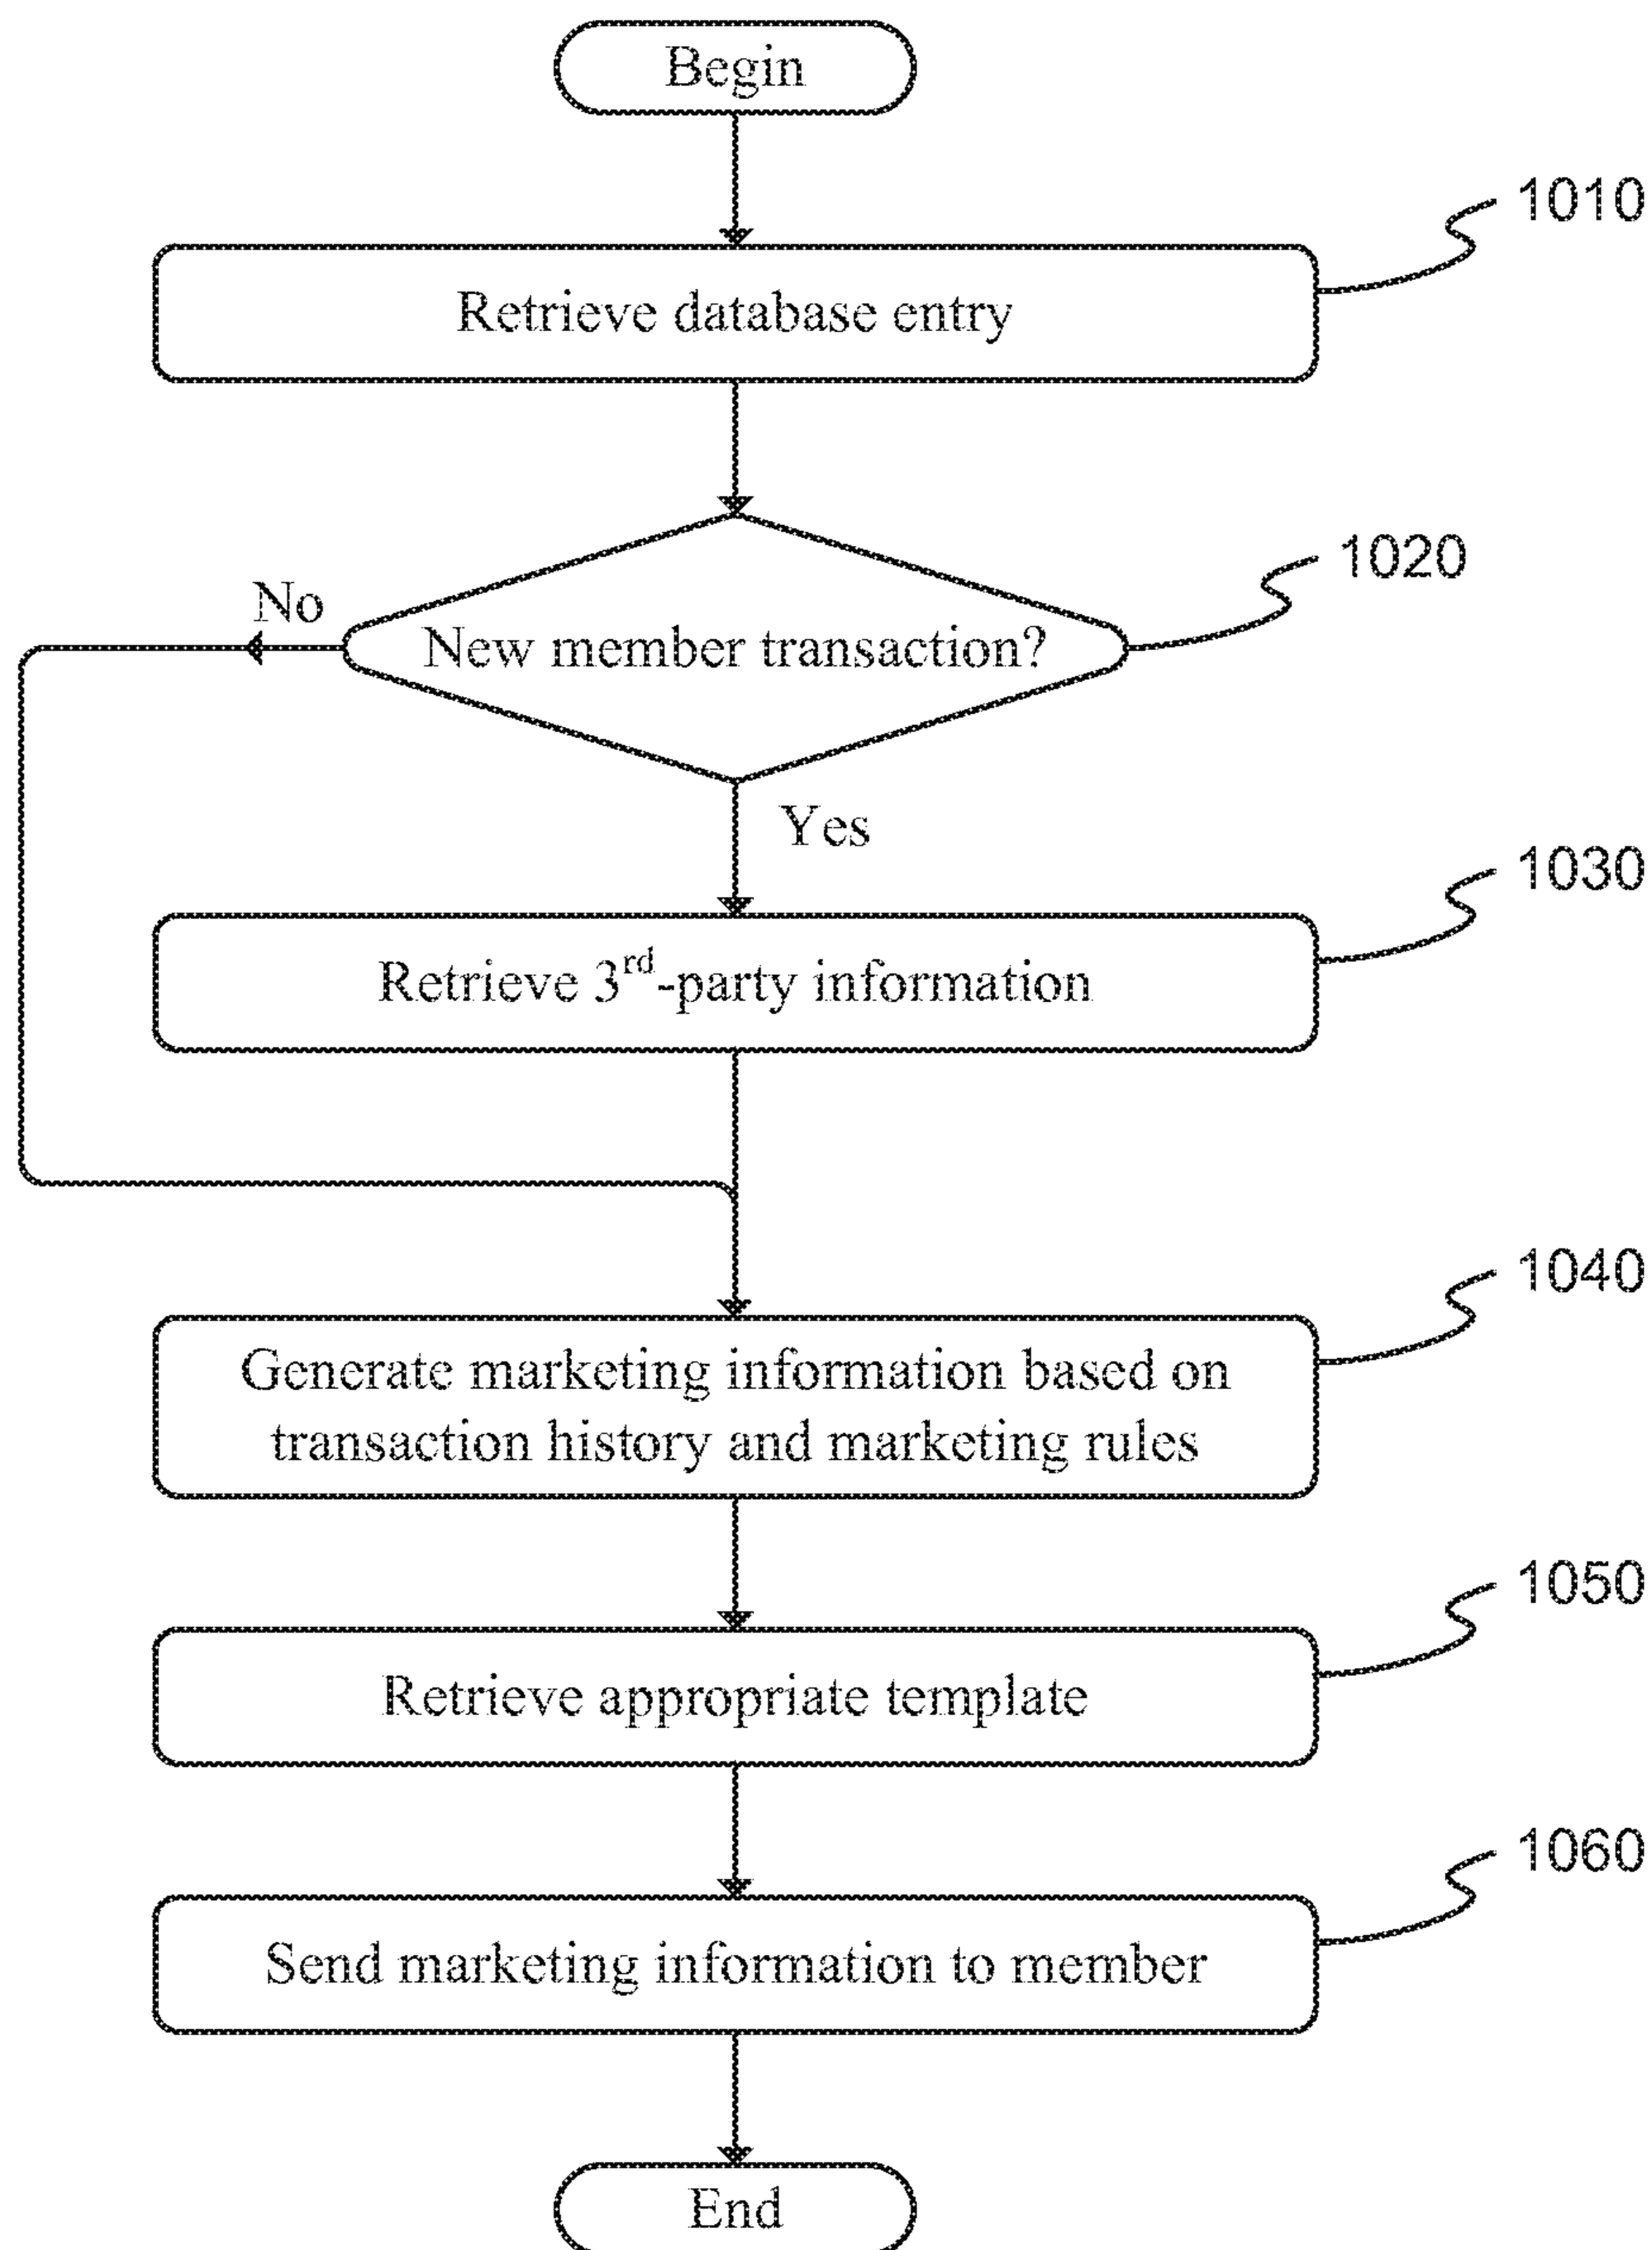 Begin
1010
Retrieve database entry
1020
No
New member transaction?
Yes
1030
Retrieve 3rd-party information
1040
Generate marketing information based on
transaction history and marketing rules
1050
Retrieve appropriate template
1060
Send marketing information to member
End